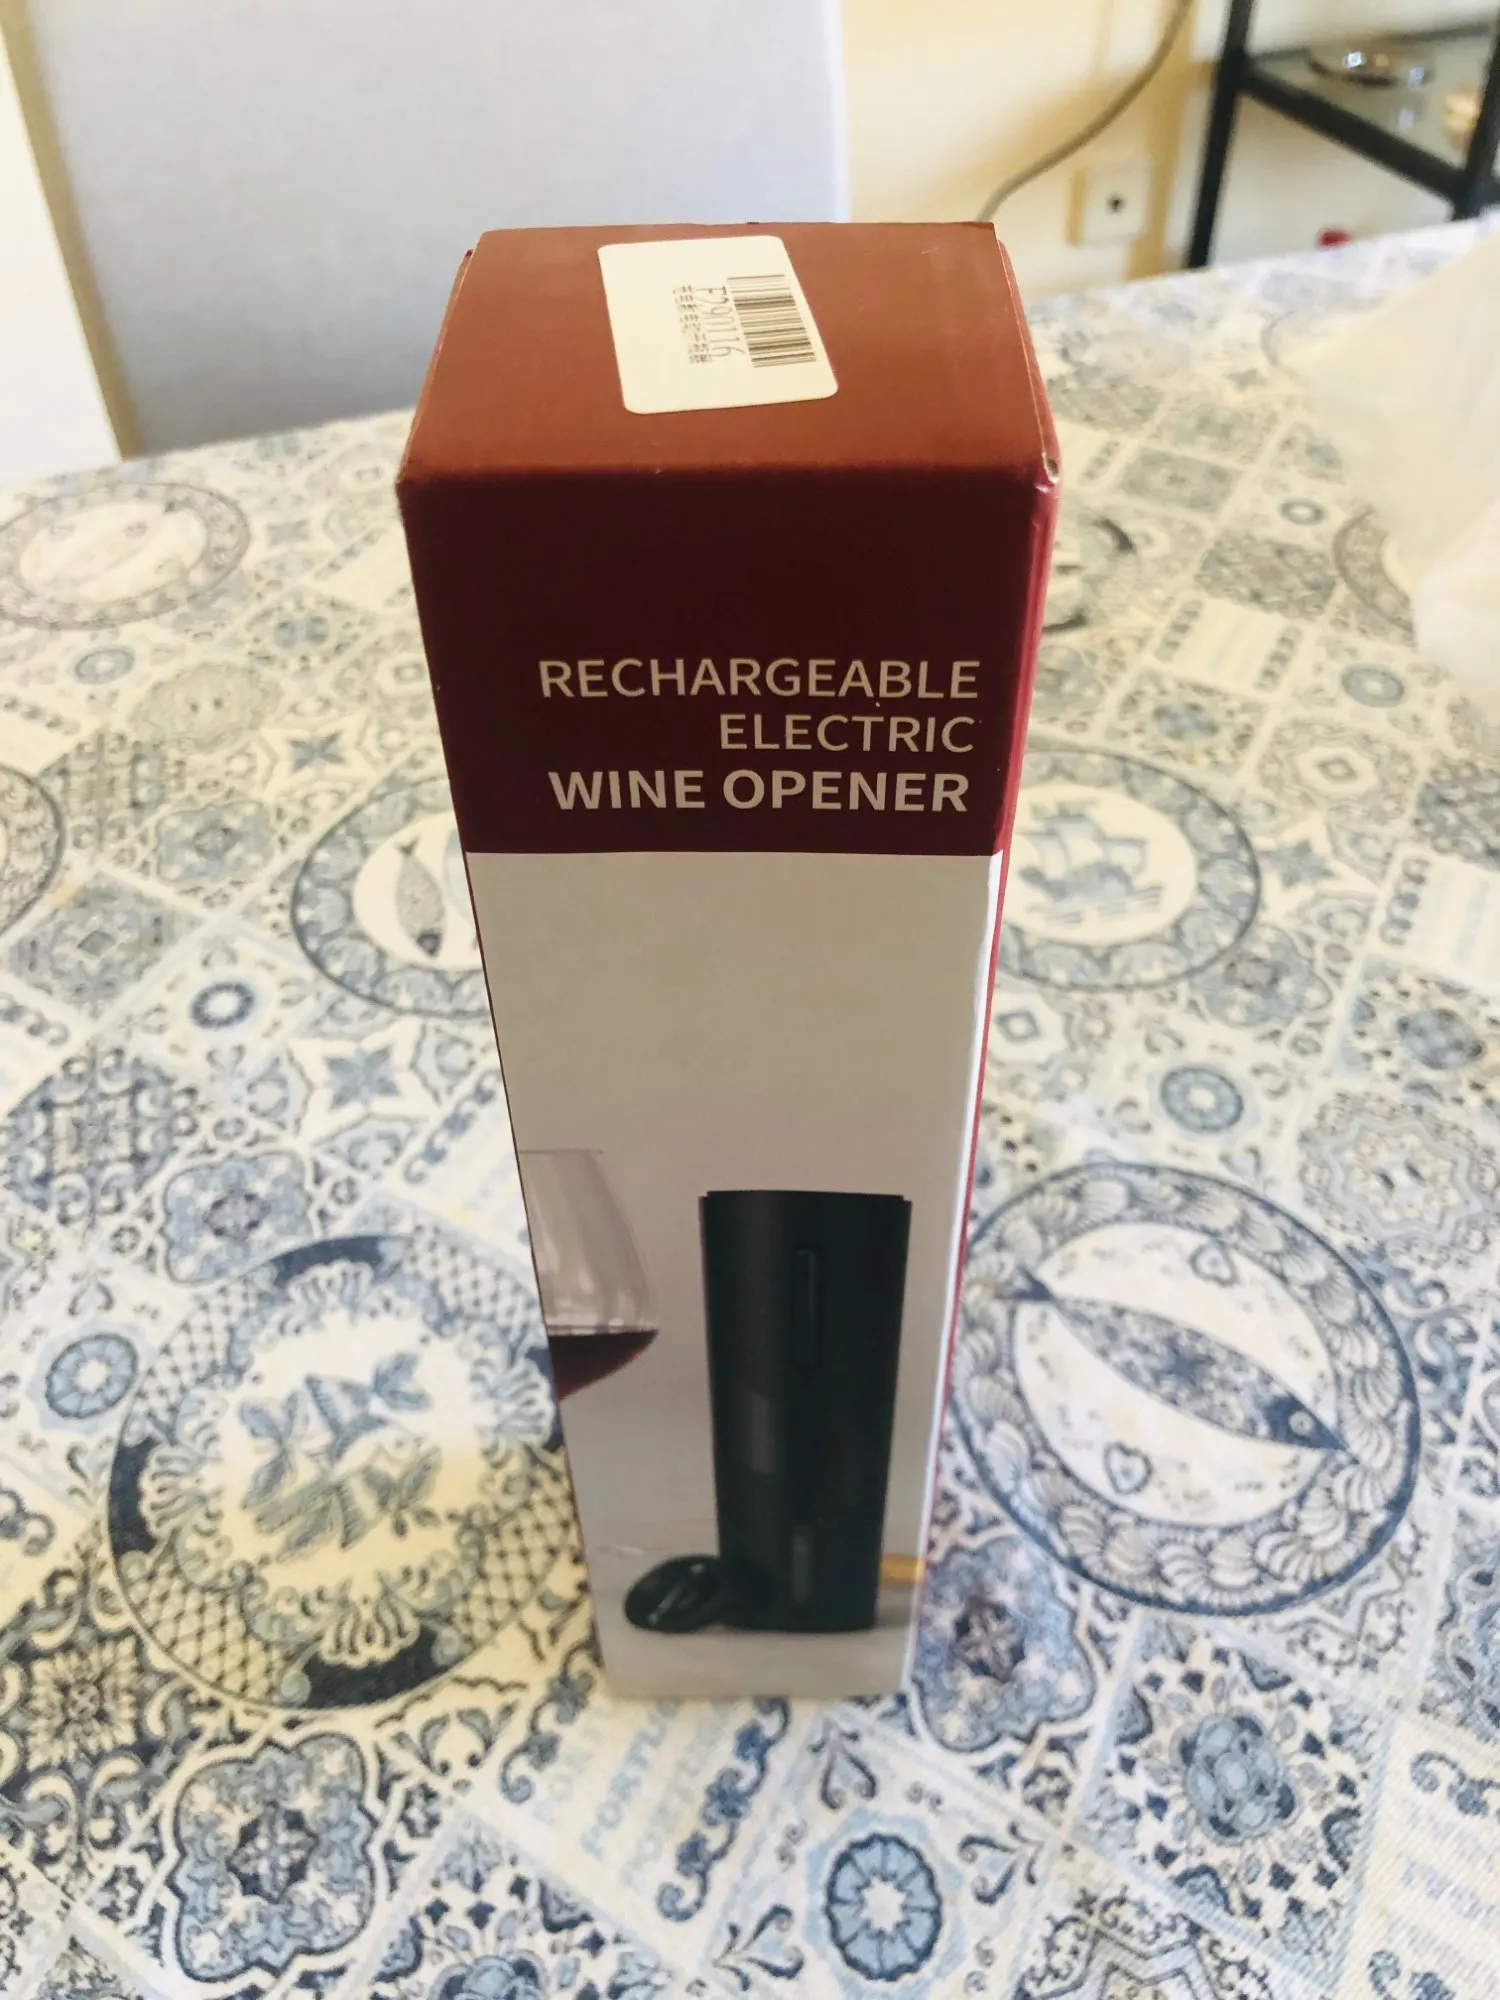 F290116
RECHARGEABLE
ELECTRIC
WINE OPENER